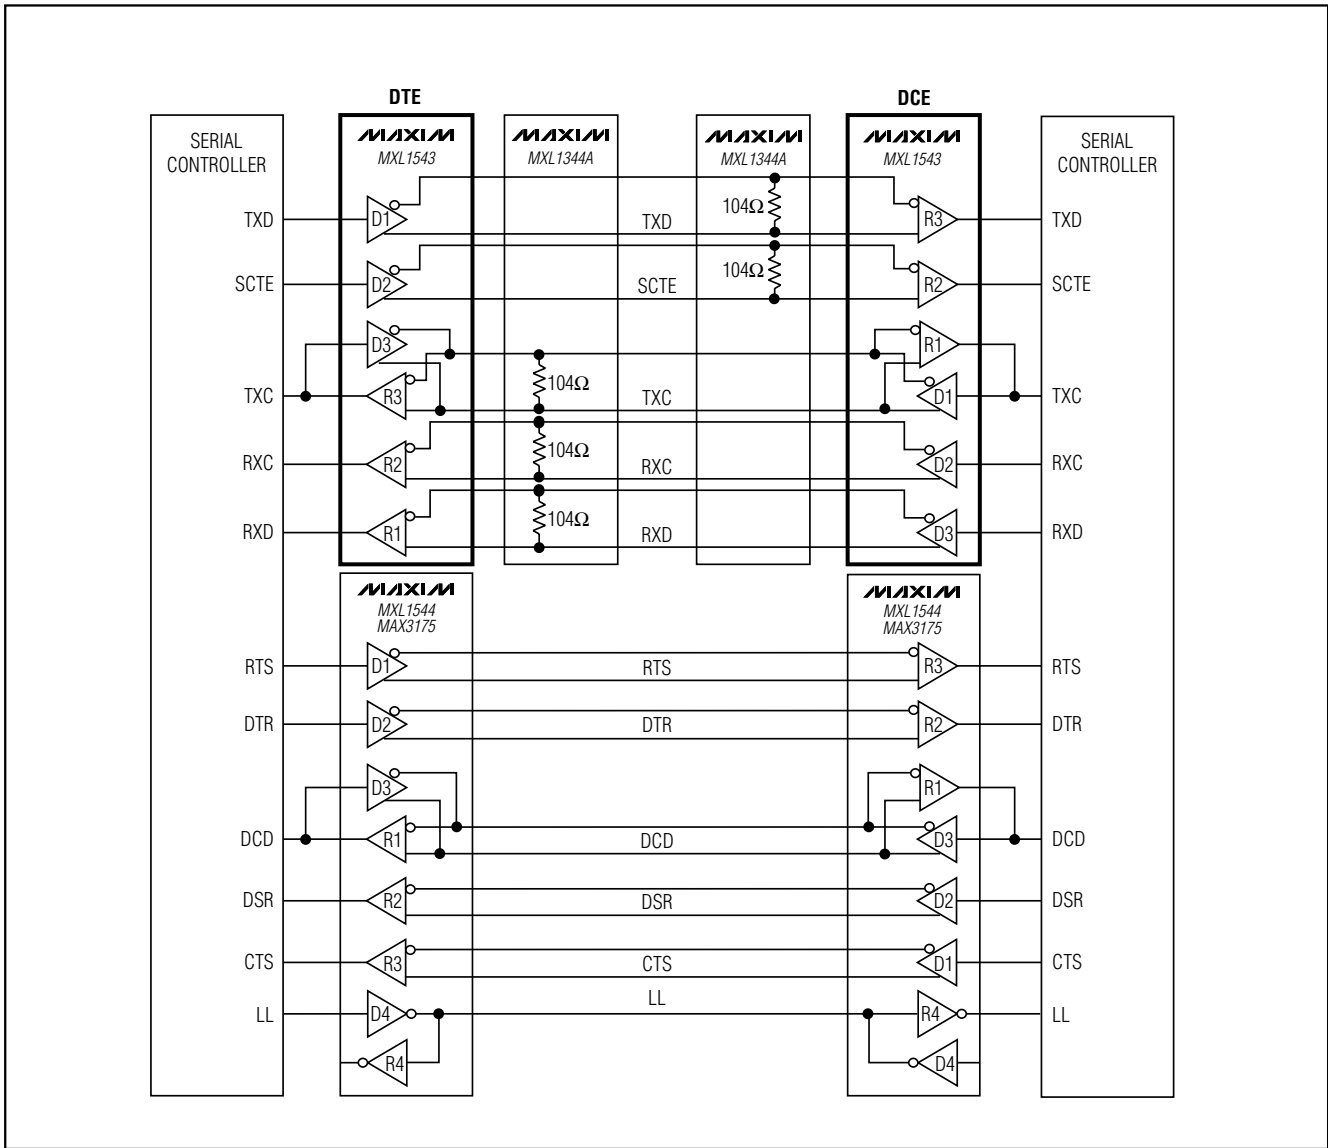 DTE
DCE
SERIAL
CONTROLLER
MAXIM
MXL1543
MAXIM
MXL1344A
MAXIM
MXL1344A
MAXIM
MXL1543
SERIAL
CONTROLLER
TXD
D1
TXD
104Ω
R3
TXD
SCTE
D2
SCTE
104Ω
R2
SCTE
D3
R1
TXC
R3
104Ω
TXC
D1
TXC
RXC
R2
104Ω
RXC
D2
RXC
RXD
R1
104Ω
RXD
D3
RXD
MAXIM
MXL1544
MAX3175
MAXIM
MXL1544
MAX3175
RTS
D1
RTS
R3
RTS
DTR
D2
DTR
R2
DTR
D3
R1
DCD
R1
DCD
D3
DCD
DSR
R2
DSR
D2
DSR
CTS
R3
CTS
D1
CTS
LL
D4
LL
R4
LL
R4
D4